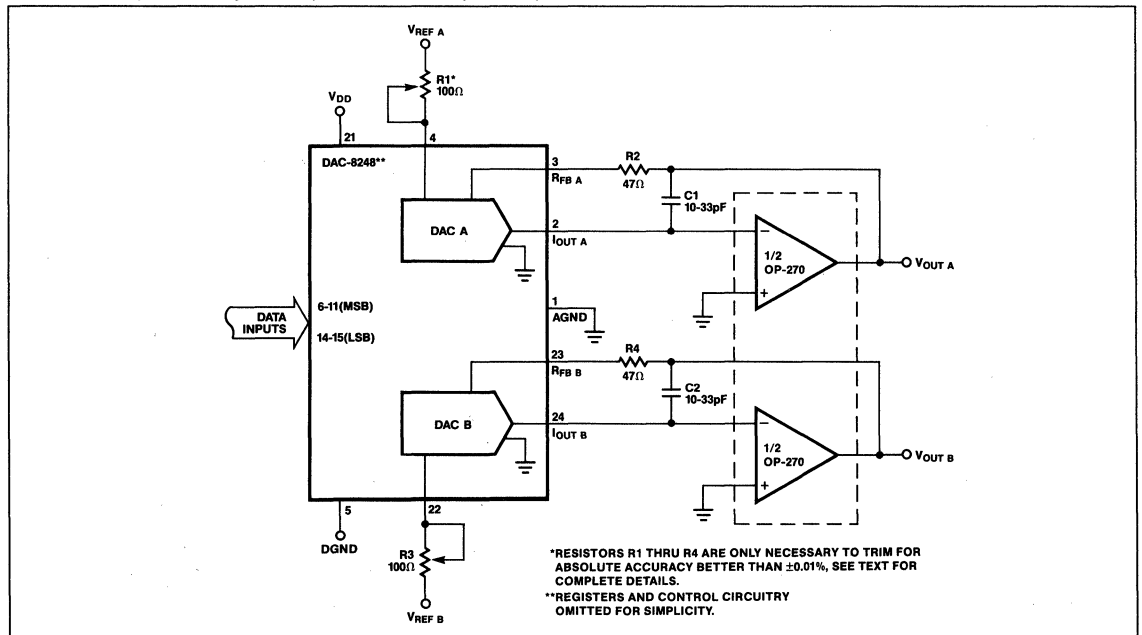 VREF A
R1*
100Ω
VDD
21
4
DAC-8248**
3
RFB A
R2
47Ω
C1
10-33pF
DAC A
2
IOUT A
−
1/2
OP-270
+
VOUT A
6-11(MSB)
DATA
INPUTS
14-15(LSB)
1
AGND
23
RFB B
R4
47Ω
C2
10-33pF
DAC B
24
IOUT B
−
1/2
OP-270
+
VOUT B
5
22
DGND
R3
100Ω
VREF B
*RESISTORS R1 THRU R4 ARE ONLY NECESSARY TO TRIM FOR
ABSOLUTE ACCURACY BETTER THAN ±0.01%, SEE TEXT FOR
COMPLETE DETAILS.
**REGISTERS AND CONTROL CIRCUITRY
OMITTED FOR SIMPLICITY.